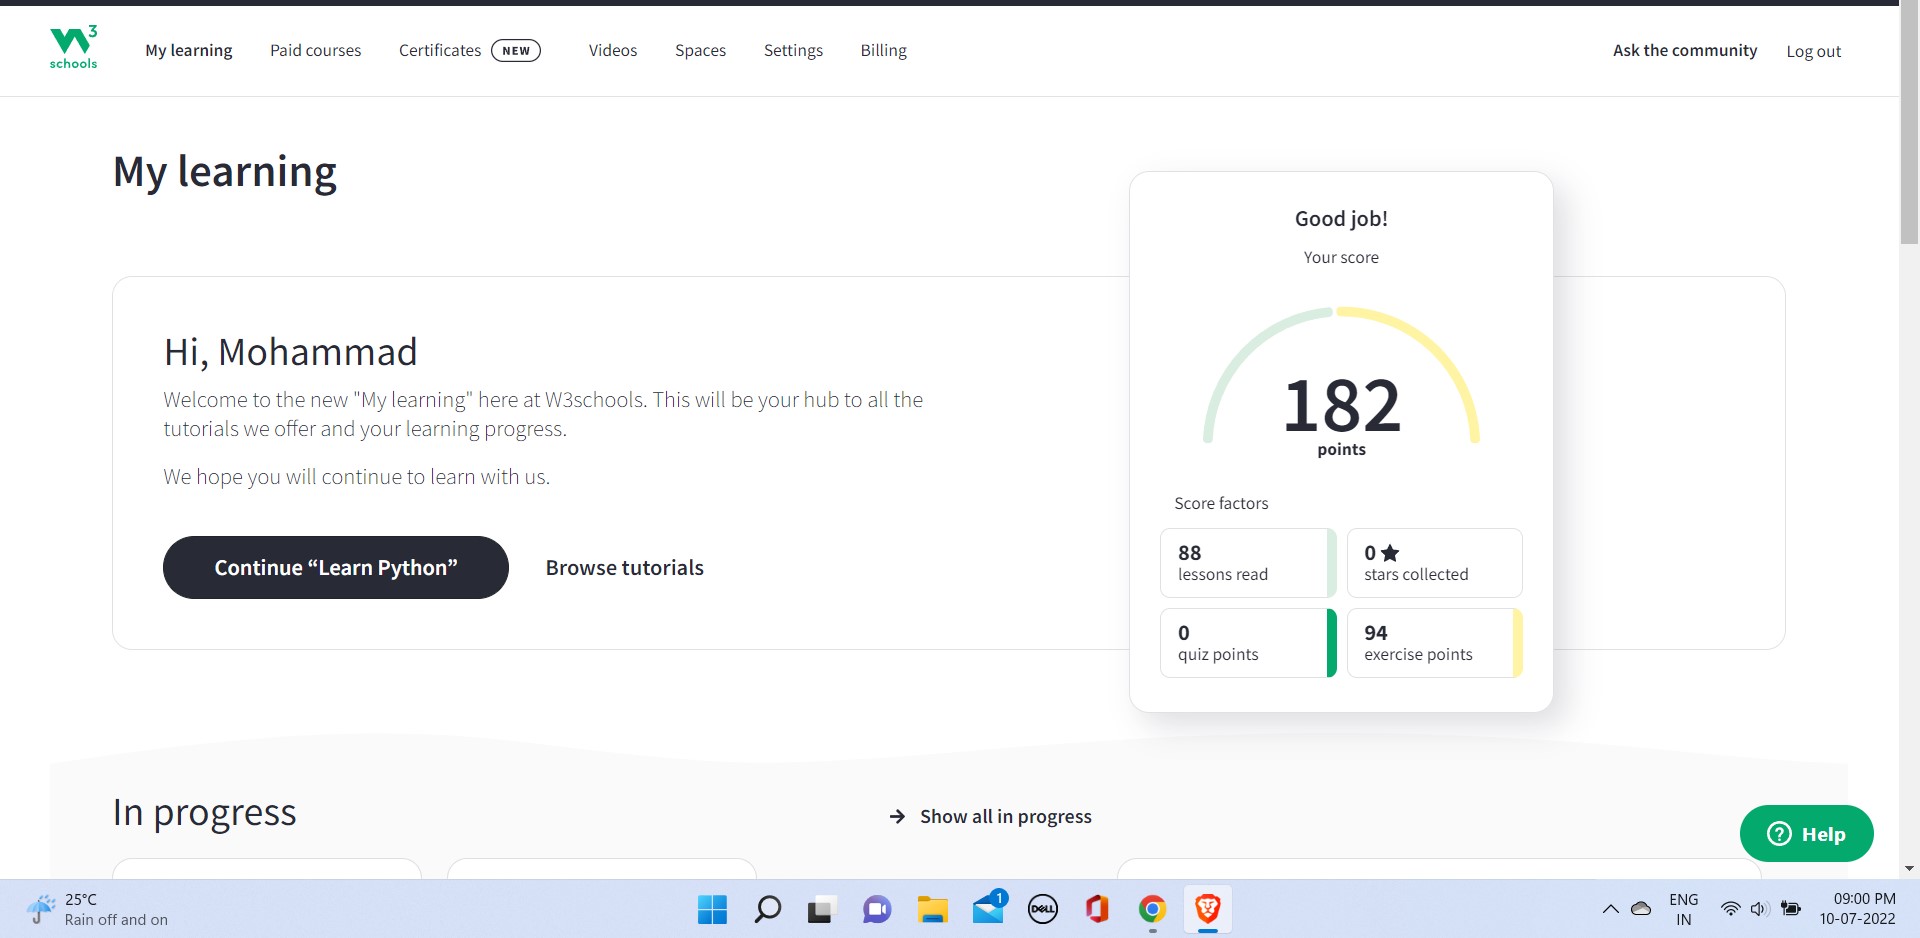 W3 schools
My learning
Paid courses
Certificates NEW
Videos
Spaces
Settings
Billing
Ask the community
Log out
My learning
Hi, Mohammad
Welcome to the new "My learning" here at W3schools. This will be your hub to all the
tutorials we offer and your learning progress.
We hope you will continue to learn with us.
Continue “Learn Python”
Browse tutorials
Good job!
Your score
182
points
Score factors
88
lessons read
0
stars collected
0
quiz points
94
exercise points
In progress
Show all in progress
? Help
25°C
Rain off and on
1
DELL
ENG
IN
09:00 PM
10-07-2022